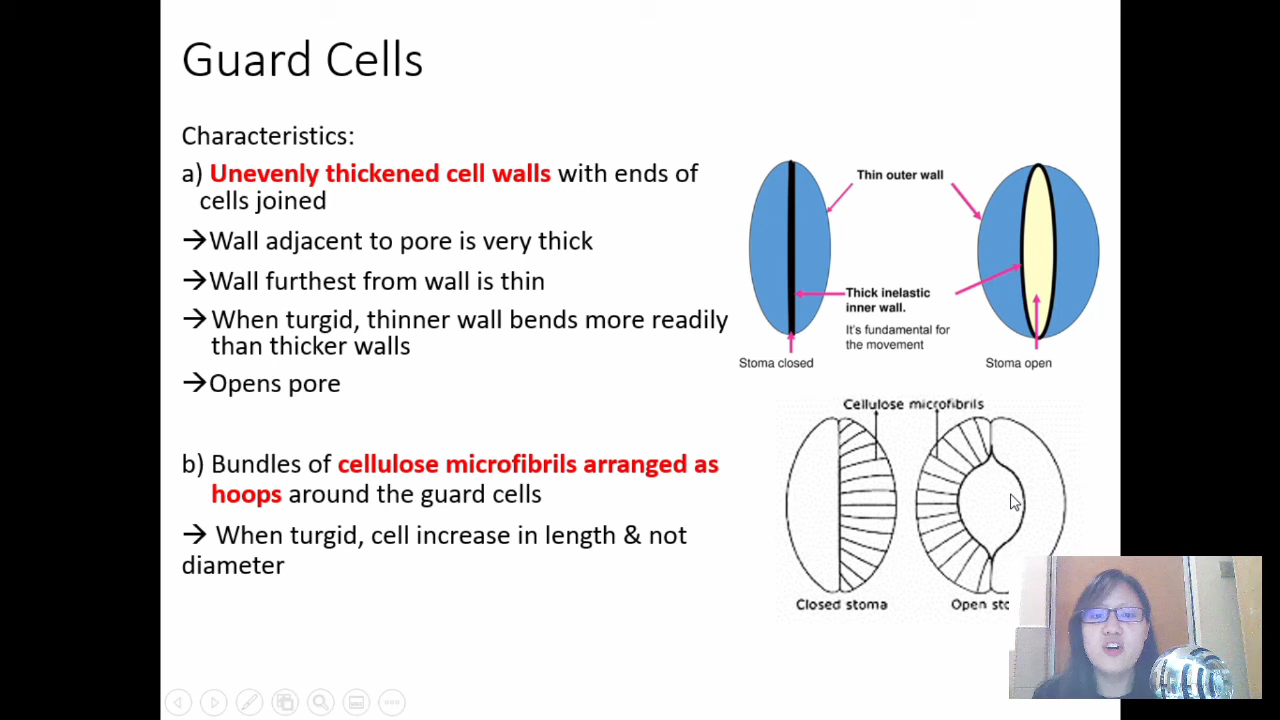 Guard Cells
Characteristics:
a) Unevenly thickened cell walls with ends of
cells joined
→Wall adjacent to pore is very thick
→Wall furthest from wall is thin
→When turgid, thinner wall bends more readily
than thicker walls
→Opens pore
b) Bundles of cellulose microfibrils arranged as
hoops around the guard cells
→ When turgid, cell increase in length & not
diameter
Thin outer wall
Thick inelastic
inner wall.
It's fundamental for
the movement
Stoma closed
Stoma open
Cellulose microfibrils
Closed stoma
Open sto